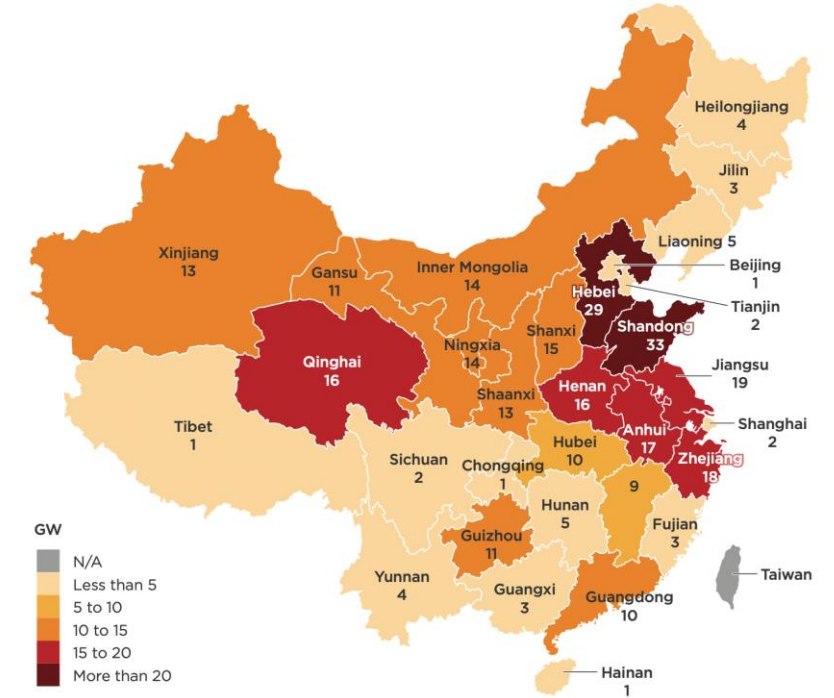 Heilongjiang
4
Jilin
3
Liaoning 5
Beijing
1
Tianjin
2
Xinjiang
13
Gansu
11
Inner Mongolia
14
Hebei
29
Shandong
33
Shanxi
15
Ningxia
14
Qinghai
16
Shaanxi
13
Henan
16
Jiangsu
19
Anhui
17
Shanghai
2
Zhejiang
18
Tibet
1
Sichuan
2
Chongqing
1
Hubei
10
9
Hunan
5
Fujian
3
Guizhou
11
Yunnan
4
Guangxi
3
Guangdong
10
Taiwan
Hainan
1
GW
N/A
Less than 5
5 to 10
10 to 15
15 to 20
More than 20